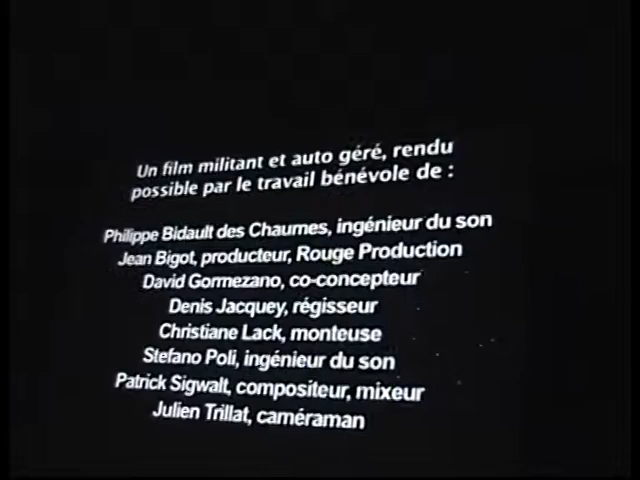 Un film militant et auto géré, rendu
possible par le travail bénévole de :
Philippe Bidault des Chaumes, ingénieur du son
Jean Bigot, producteur, Rouge Production
David Gormezano, co-concepteur
Denis Jacquey, régisseur
Christiane Lack, monteuse
Stefano Poli, ingénieur du son
Patrick Sigwalt, compositeur, mixeur
Julien Trillat, caméraman